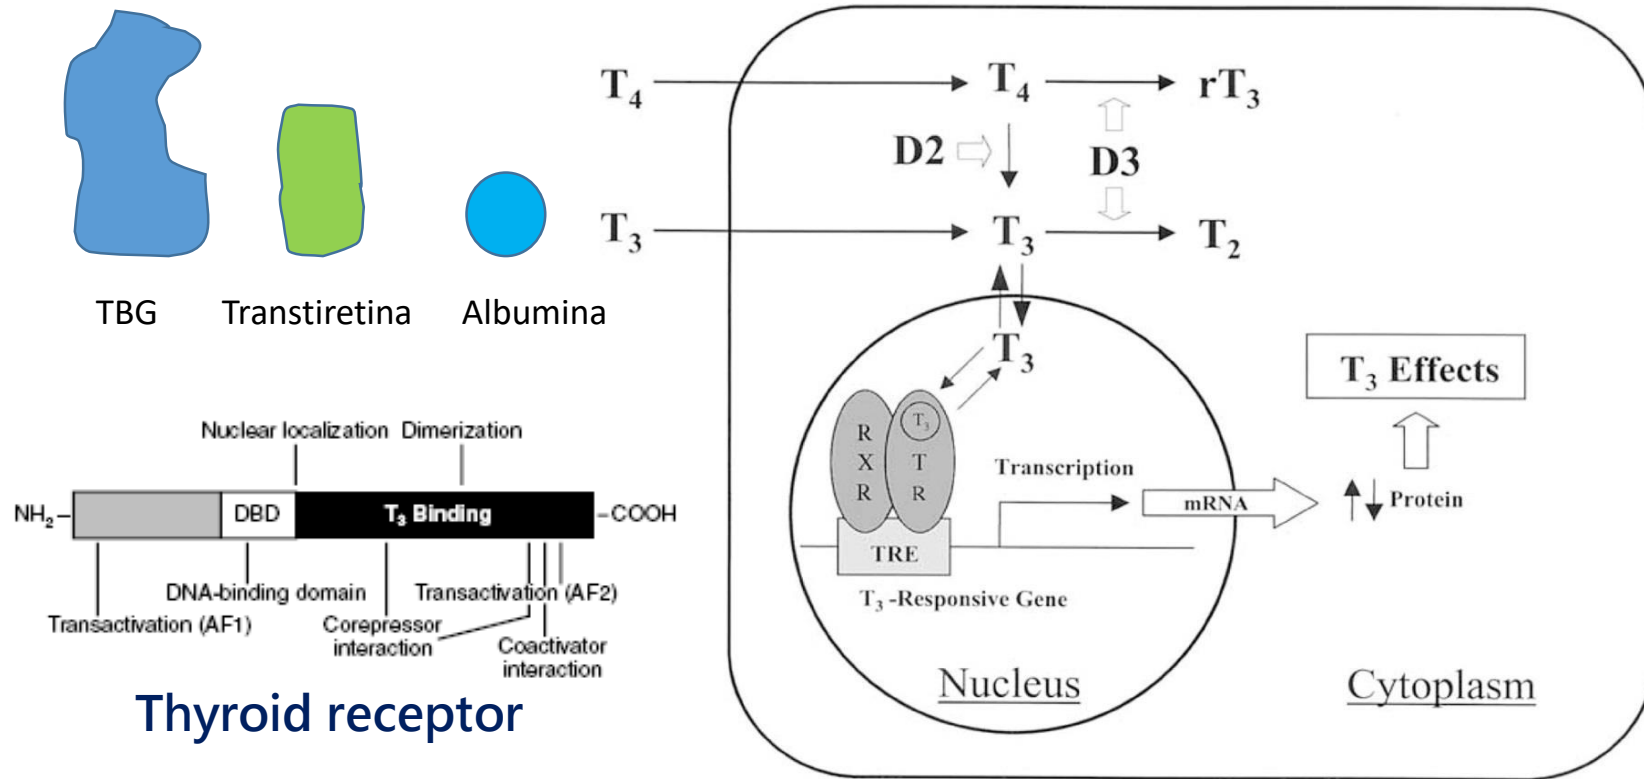 TBG
Transtiretina
Albumina
Nuclear localization
Dimerization
NH2
DBD
T3 Binding
COOH
DNA-binding domain
Transactivation (AF2)
Transactivation (AF1)
Corepressor
interaction
Coactivator
interaction
Thyroid receptor
T4
T4
rT3
D2
D3
T3
T3
T2
T3
T3
R
X
R
T
R
TRE
Transcription
T3 -Responsive Gene
mRNA
Protein
T3 Effects
Nucleus
Cytoplasm